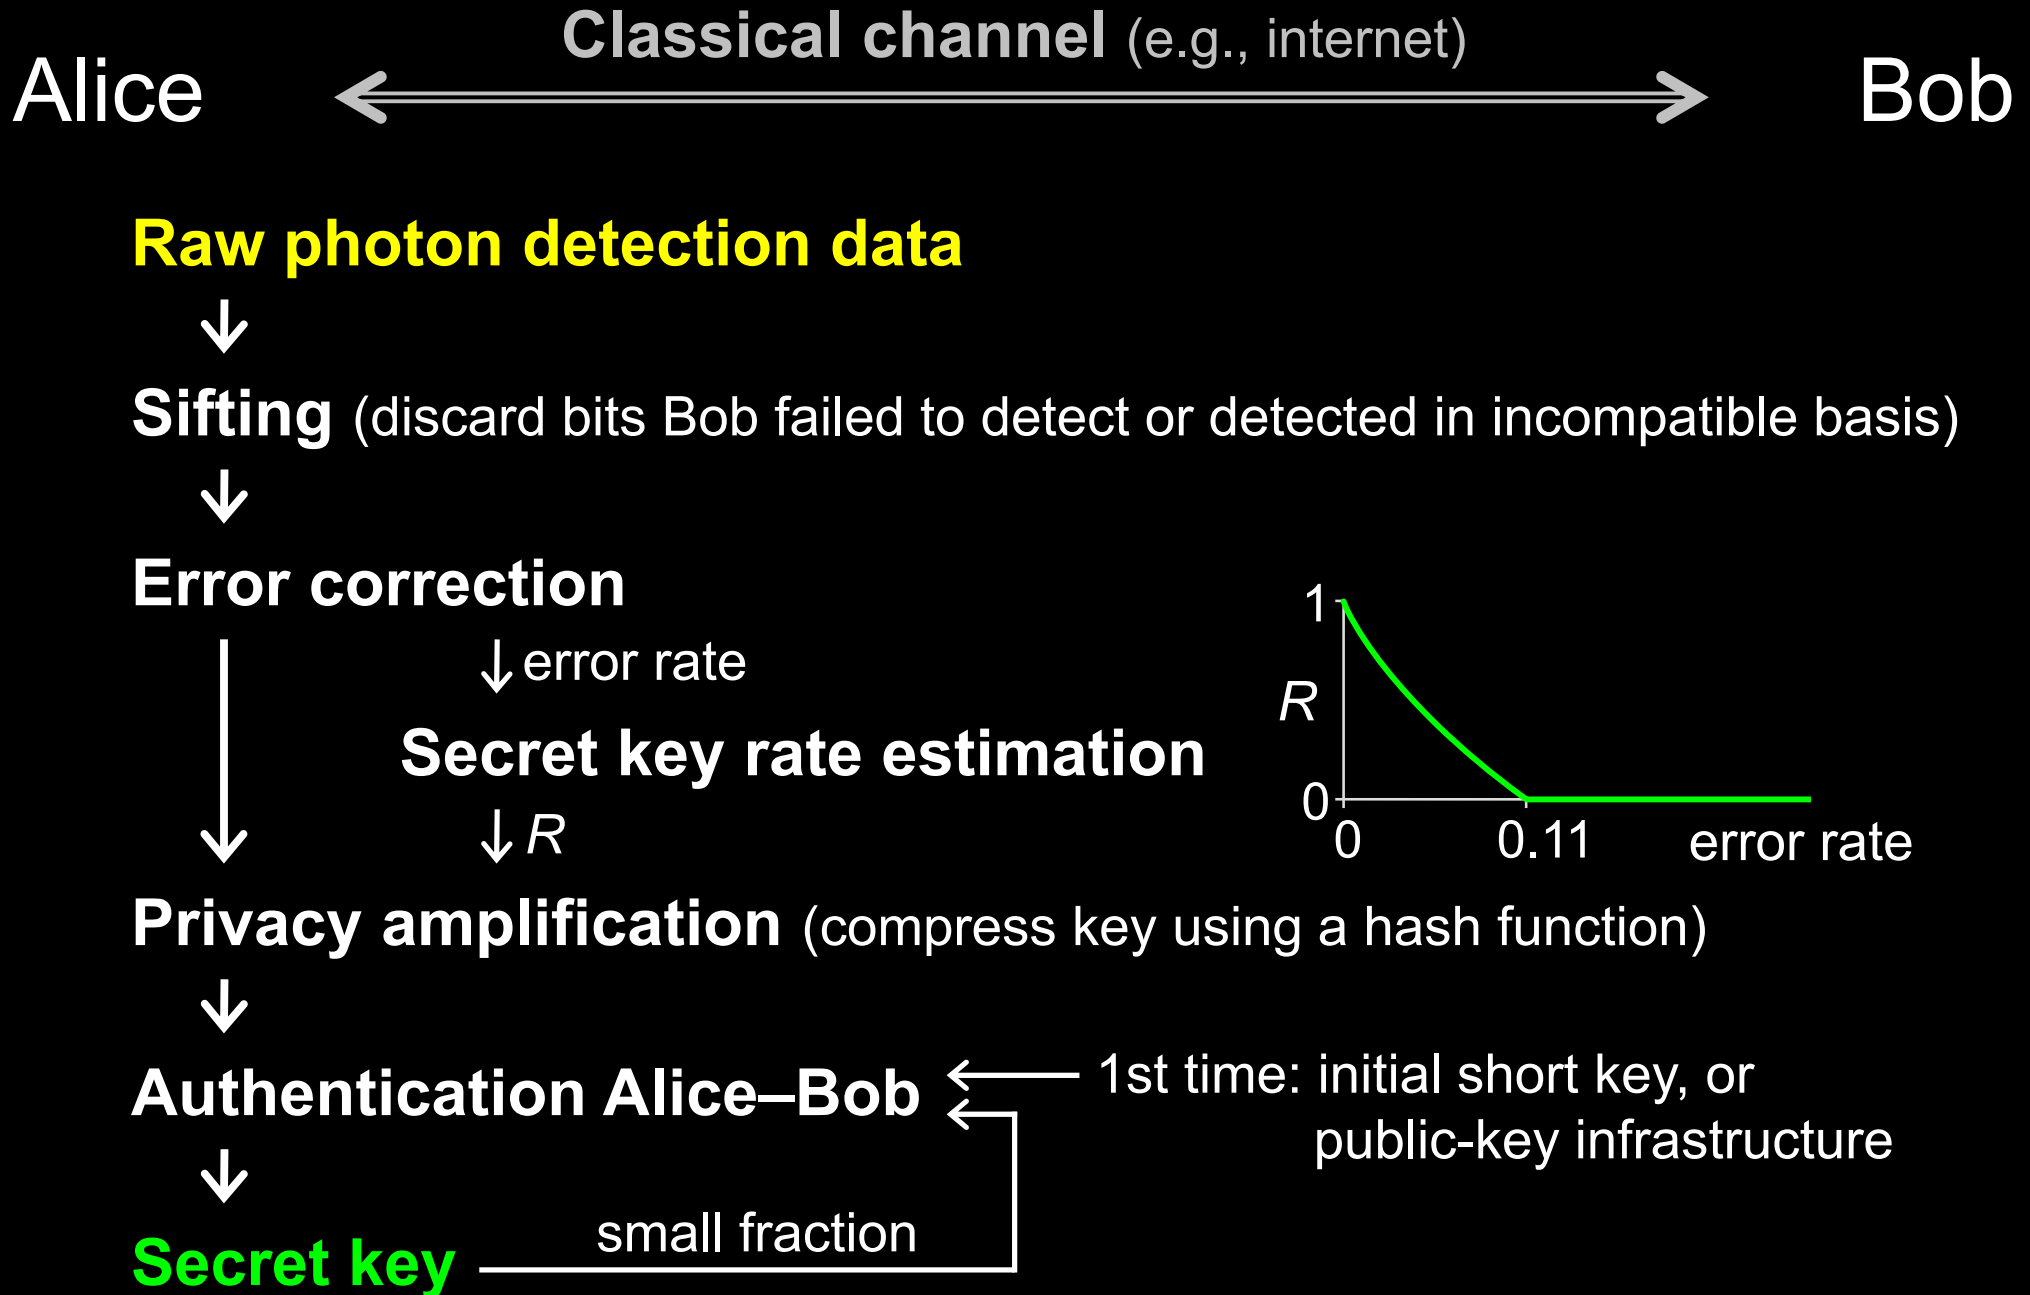 Classical channel (e.g., internet)
Alice
Bob
Raw photon detection data
Sifting (discard bits Bob failed to detect or detected in incompatible basis)
Error correction
error rate
Secret key rate estimation
R
1
R
0
0
0.11
error rate
Privacy amplification (compress key using a hash function)
Authentication Alice–Bob
1st time: initial short key, or
public-key infrastructure
small fraction
Secret key